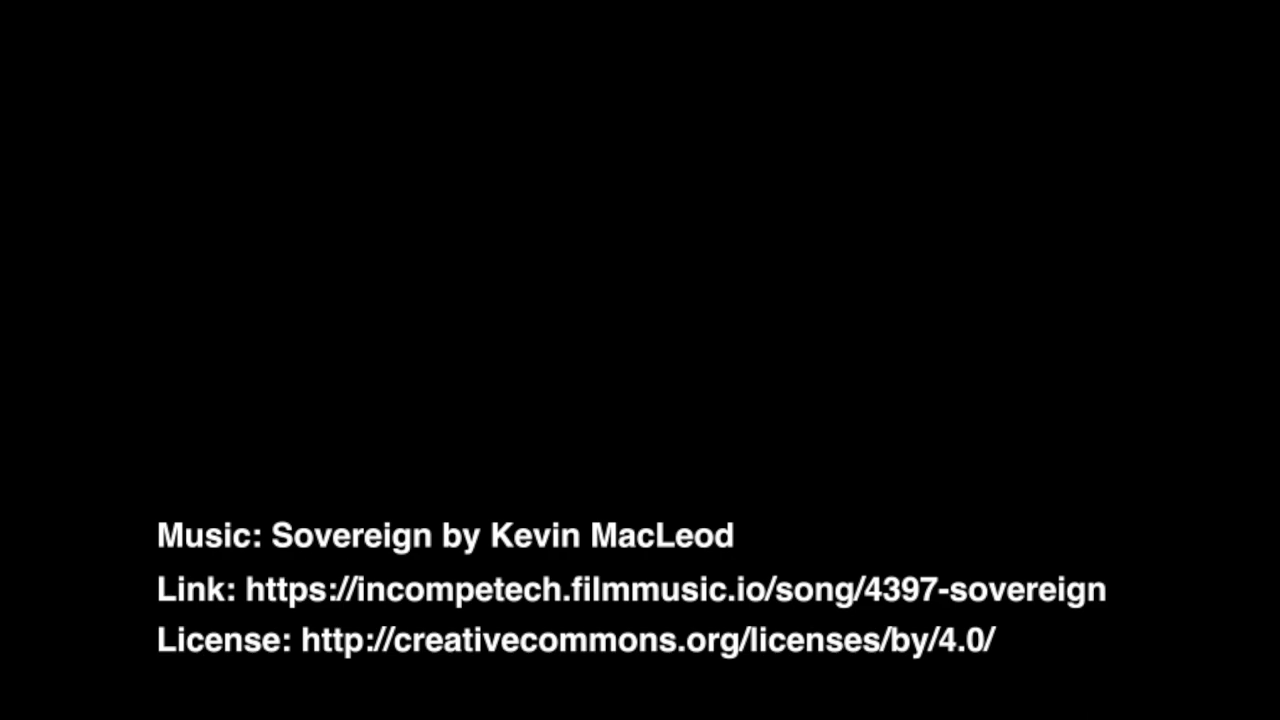 Music: Sovereign by Kevin MacLeod
Link: https://incompetech.filmmusic.io/song/4397-sovereign
License: http://creativecommons.org/licenses/by/4.0/